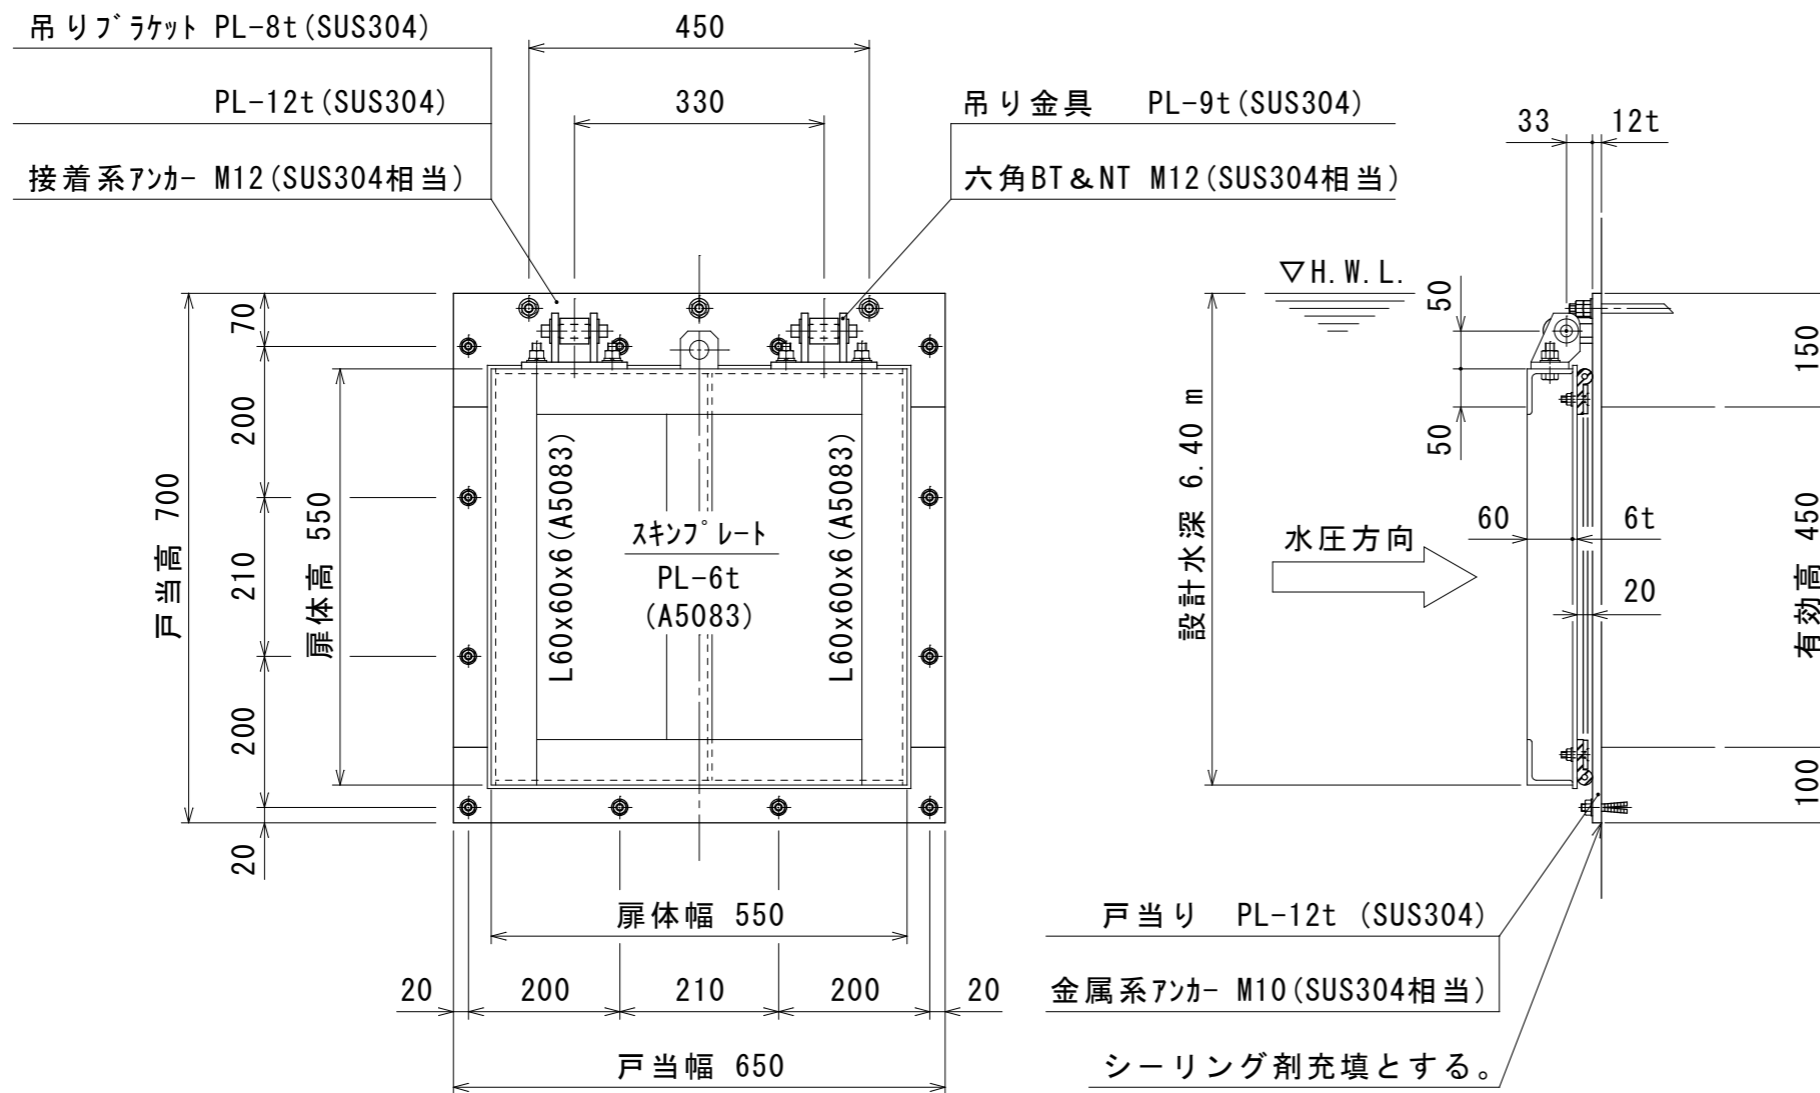 吊りブラケット PL-8t(SUS304)
PL-12t(SUS304)
接着系アンカー M12(SUS304相当)
450
330
吊り金具 PL-9t(SUS304)
六角BT&NT M12(SUS304相当)
33
12t
▽H.W.L.
50
50
150
戸当高 700
70
200
210
200
20
扉体高 550
L60x60x6(A5083)
スキンプレート
PL-6t
(A5083)
L60x60x6(A5083)
設計水深 6.40 m
水圧方向
60
6t
20
有効高 450
100
扉体幅 550
20
200
210
200
20
戸当幅 650
戸当り PL-12t (SUS304)
金属系アンカー M10(SUS304相当)
シーリング剤充填とする。